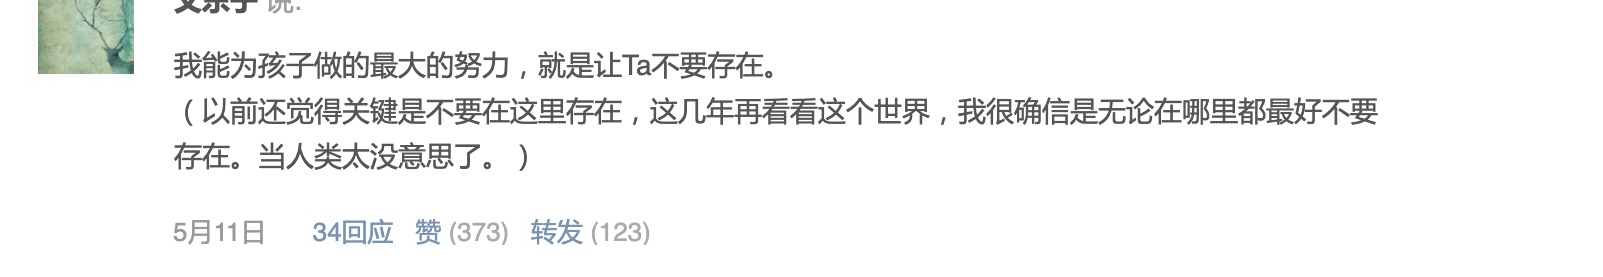 说:
我能为孩子做的最大的努力，就是让Ta不要存在。
（以前还觉得关键是不要在这里存在，这几年再看看这个世界，我很确信是无论在哪里都最好不要
存在。当人类太没意思了。）
5月11日 34回应 赞 (373) 转发 (123)